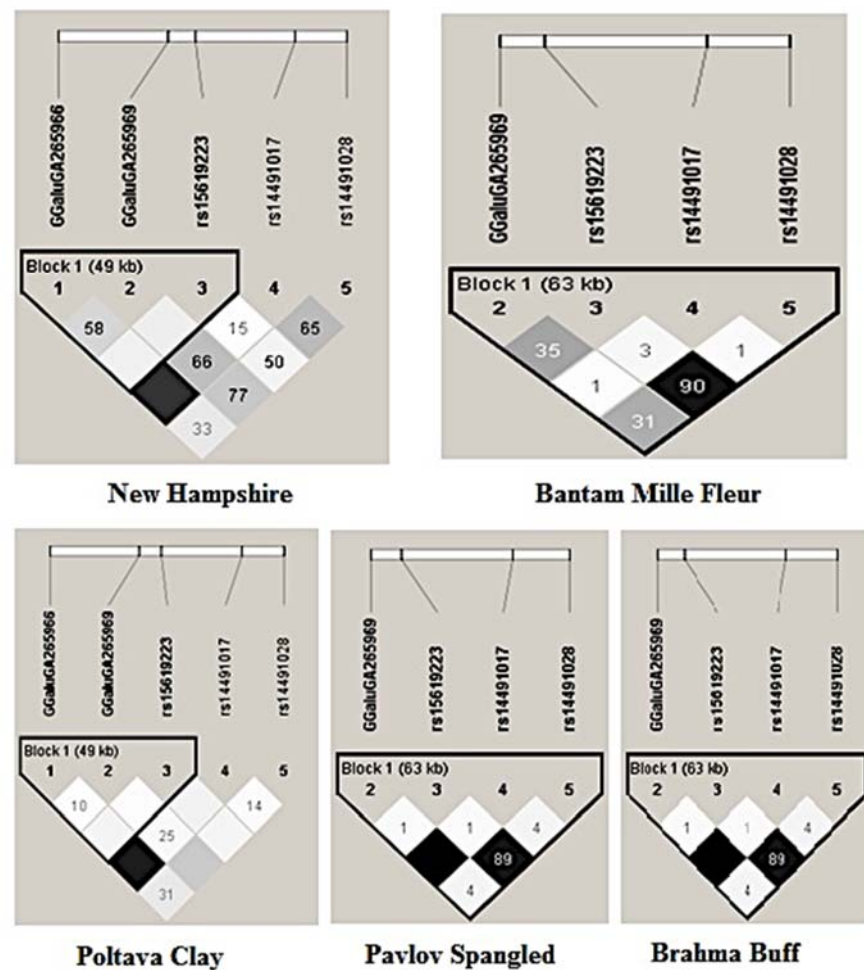 GGaluGA265966
GGaluGA265969
rs15619223
rs14491017
rs14491028
Block 1 (49 kb)
1 2 3 4 5
58 15 65
66 50
77
33
New Hampshire
GGaluGA265969
rs15619223
rs14491017
rs14491028
Block 1 (63 kb)
2 3 4 5
35 3 1
1 90
31
Bantam Mille Fleur
GGaluGA265966
GGaluGA265969
rs15619223
rs14491017
rs14491028
Block 1 (49 kb)
1 2 3 4 5
10 14
25
31
Poltava Clay
GGaluGA265969
rs15619223
rs14491017
rs14491028
Block 1 (63 kb)
2 3 4 5
1 1 4
89
4
Pavlov Spangled
GGaluGA265969
rs15619223
rs14491017
rs14491028
Block 1 (63 kb)
2 3 4 5
1 1 4
89
4
Brahma Buff